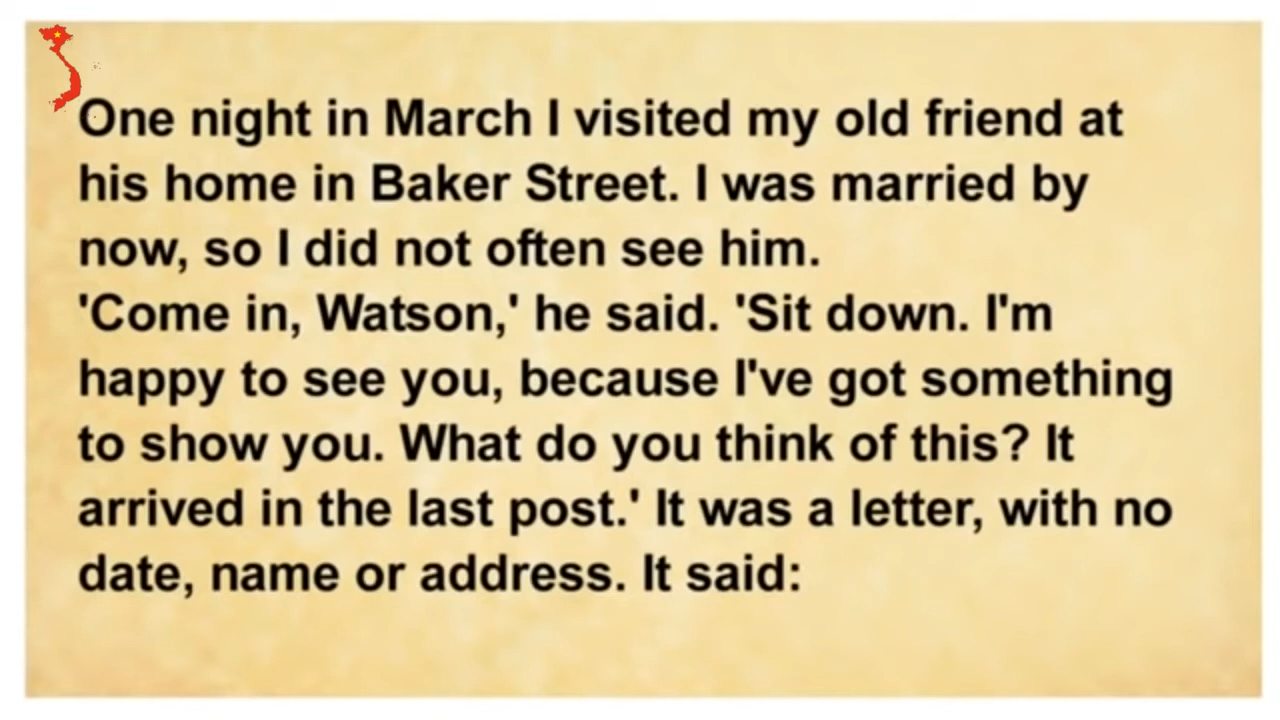 One night in March I visited my old friend at
his home in Baker Street. I was married by
now, so I did not often see him.
'Come in, Watson,' he said. 'Sit down. I'm
happy to see you, because I've got something
to show you. What do you think of this? It
arrived in the last post.' It was a letter, with no
date, name or address. It said: